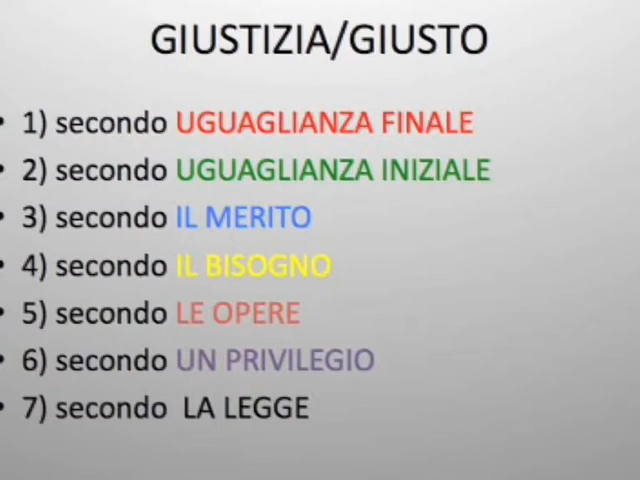 GIUSTIZIA/GIUSTO
• 1) secondo UGUAGLIANZA FINALE
• 2) secondo UGUAGLIANZA INIZIALE
• 3) secondo IL MERITO
• 4) secondo IL BISOGNO
• 5) secondo LE OPERE
• 6) secondo UN PRIVILEGIO
• 7) secondo LA LEGGE